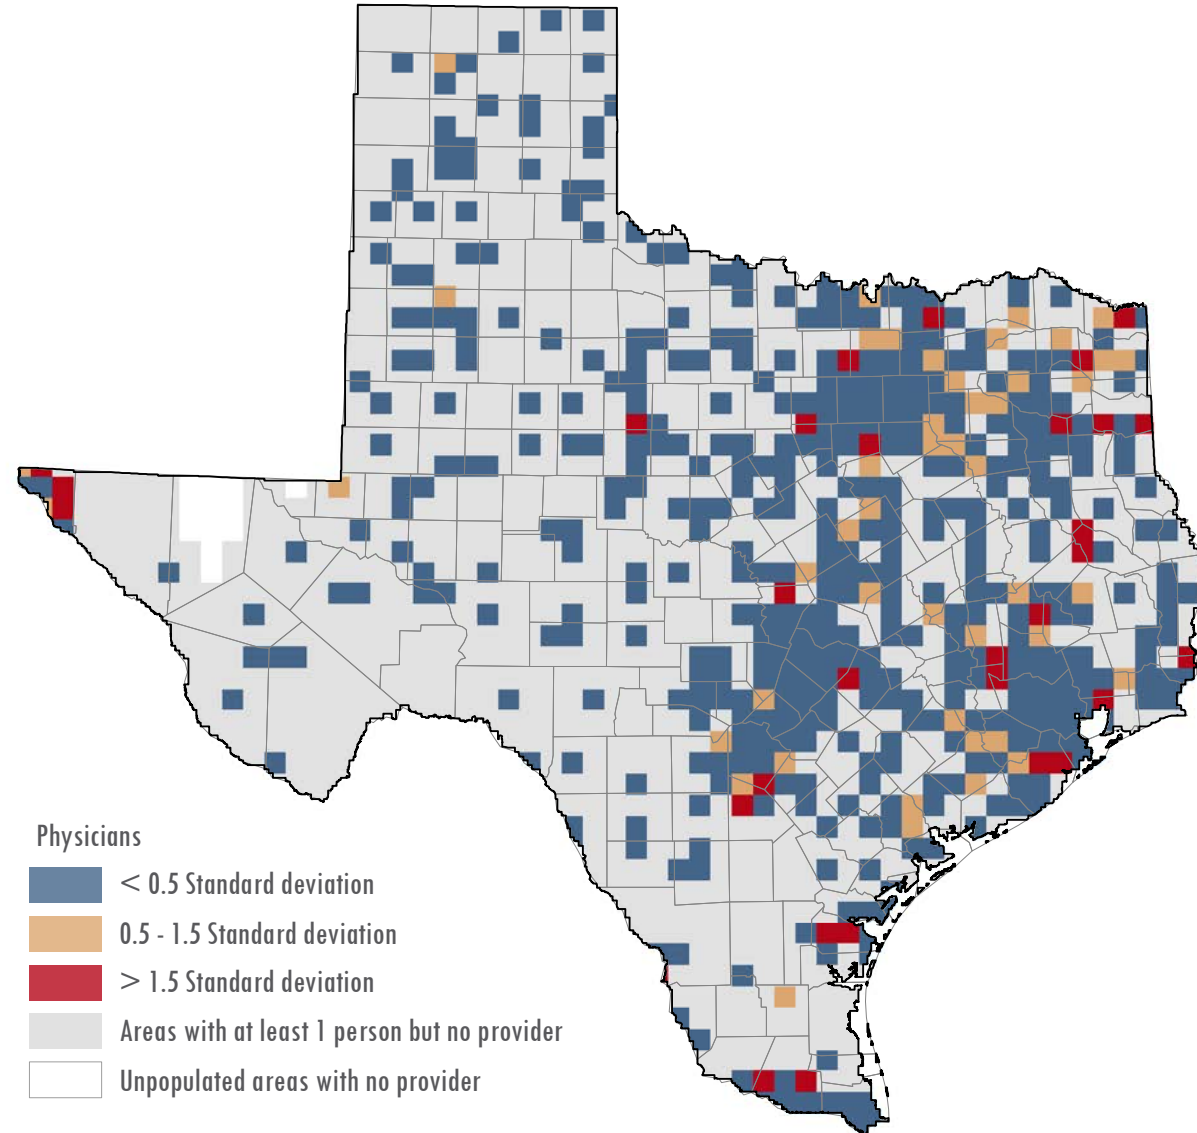 Physicians
< 0.5 Standard deviation
0.5 - 1.5 Standard deviation
> 1.5 Standard deviation
Areas with at least 1 person but no provider
Unpopulated areas with no provider